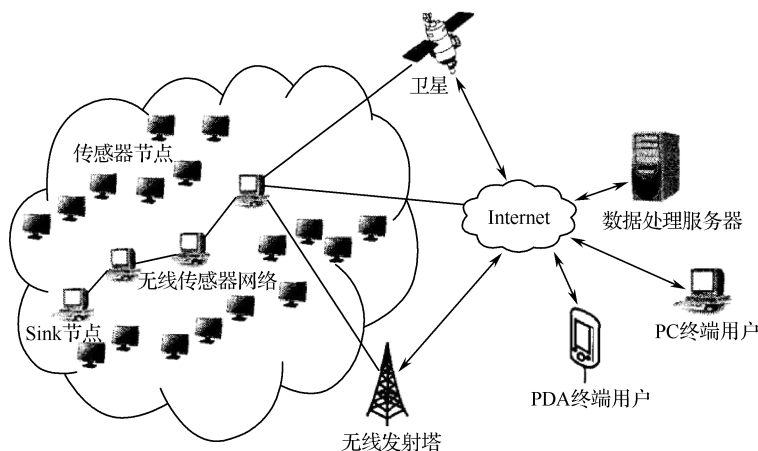 卫星
传感器节点
Internet
数据处理服务器
无线传感器网络
Sink节点
PC终端用户
PDA终端用户
无线发射塔